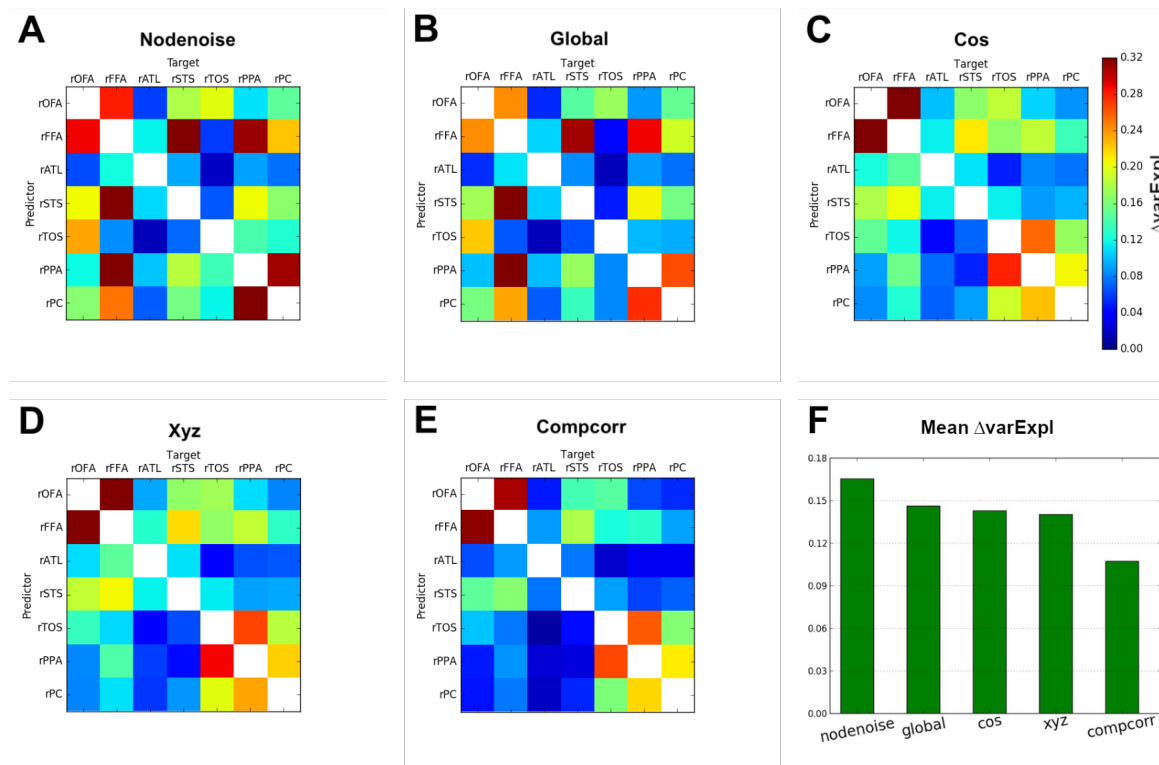 A
Nodenoise
Target
rOFA rFFA rATL rSTS rTOS rPPA rPC
Predictor
rOFA
rFFA
rATL
rSTS
rTOS
rPPA
rPC
B
Global
Target
rOFA rFFA rATL rSTS rTOS rPPA rPC
Predictor
rOFA
rFFA
rATL
rSTS
rTOS
rPPA
rPC
C
Cos
Target
rOFA rFFA rATL rSTS rTOS rPPA rPC
Predictor
rOFA
rFFA
rATL
rSTS
rTOS
rPPA
rPC
0.32
0.28
0.24
0.20
0.16
0.12
0.08
0.04
0.00
ΔvarExpl
D
Xyz
Target
rOFA rFFA rATL rSTS rTOS rPPA rPC
Predictor
rOFA
rFFA
rATL
rSTS
rTOS
rPPA
rPC
E
Compcorr
Target
rOFA rFFA rATL rSTS rTOS rPPA rPC
Predictor
rOFA
rFFA
rATL
rSTS
rTOS
rPPA
rPC
F
Mean ΔvarExpl
0.18
0.15
0.12
0.09
0.06
0.03
0.00
nodenoise global cos xyz compcorr